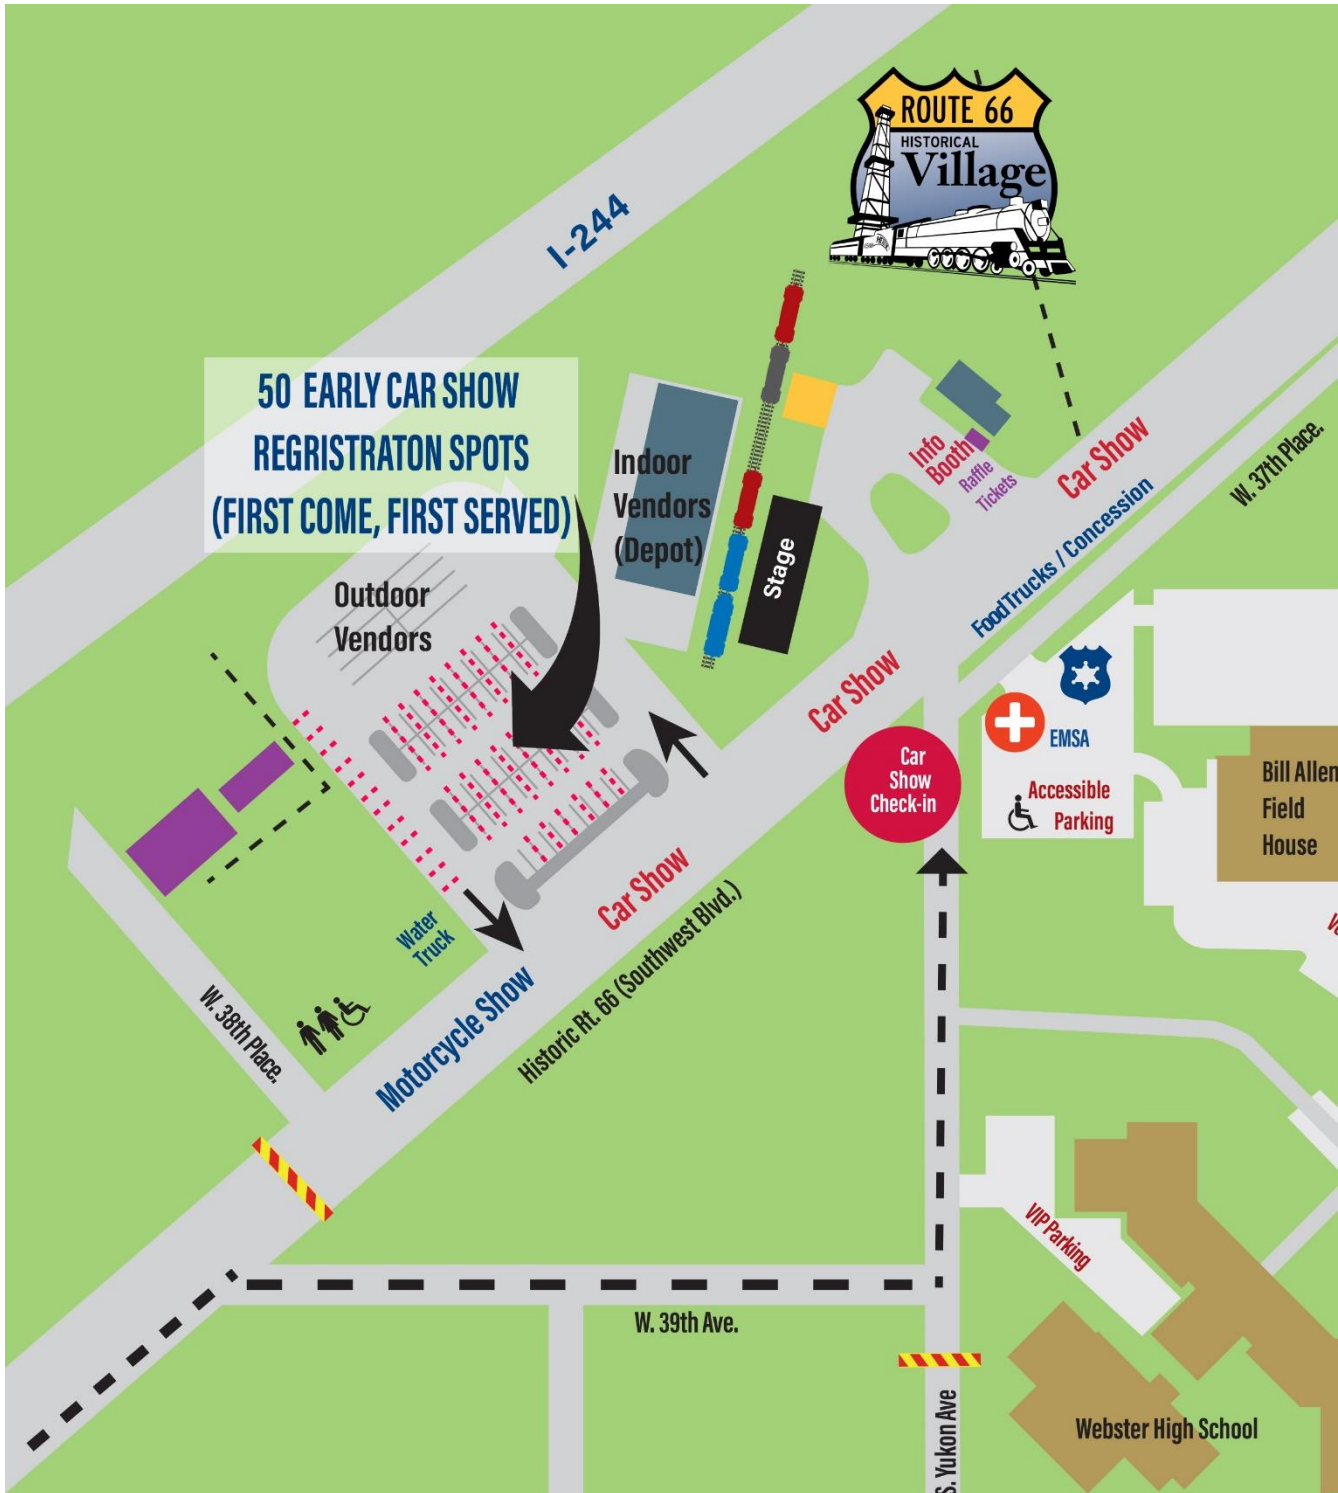 ROUTE 66
HISTORICAL
Village
I-244
50 EARLY CAR SHOW
REGRISTRATON SPOTS
(FIRST COME, FIRST SERVED)
Indoor
Vendors
(Depot)
Info
Booth
Raffle
Tickets
Car Show
W. 37th Place.
Food Trucks / Concession
Stage
Outdoor
Vendors
Car Show
EMSA
Car
Show
Check-in
Accessible
Parking
Bill Allen
Field
House
Car Show
Historic Rt. 66 (Southwest Blvd.)
Water
Truck
Motorcycle Show
W. 38th Place.
VIP Parking
W. 39th Ave.
S. Yukon Ave
Webster High School